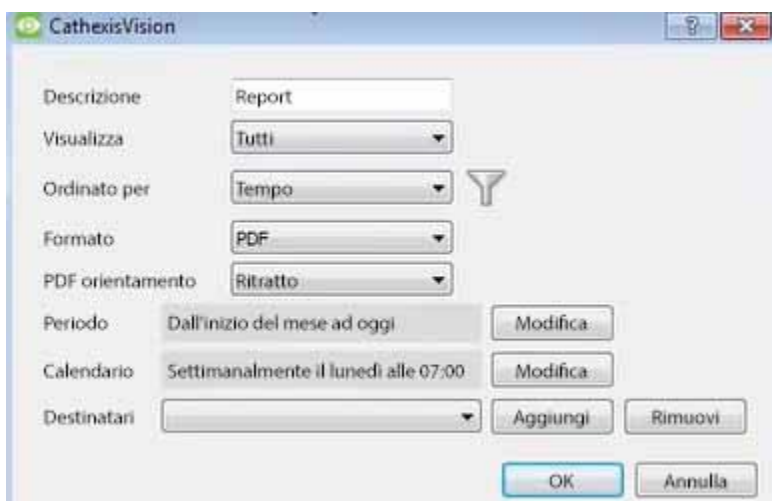 CathexisVision
Descrizione Report
Visualizza Tutti
Ordinato per Tempo
Formato PDF
PDF orientamento Ritratto
Periodo Dall'inizio del mese ad oggi Modifica
Calendario Settimanalmente il lunedì alle 07:00 Modifica
Destinatari Aggiungi Rimuovi
OK Annulla